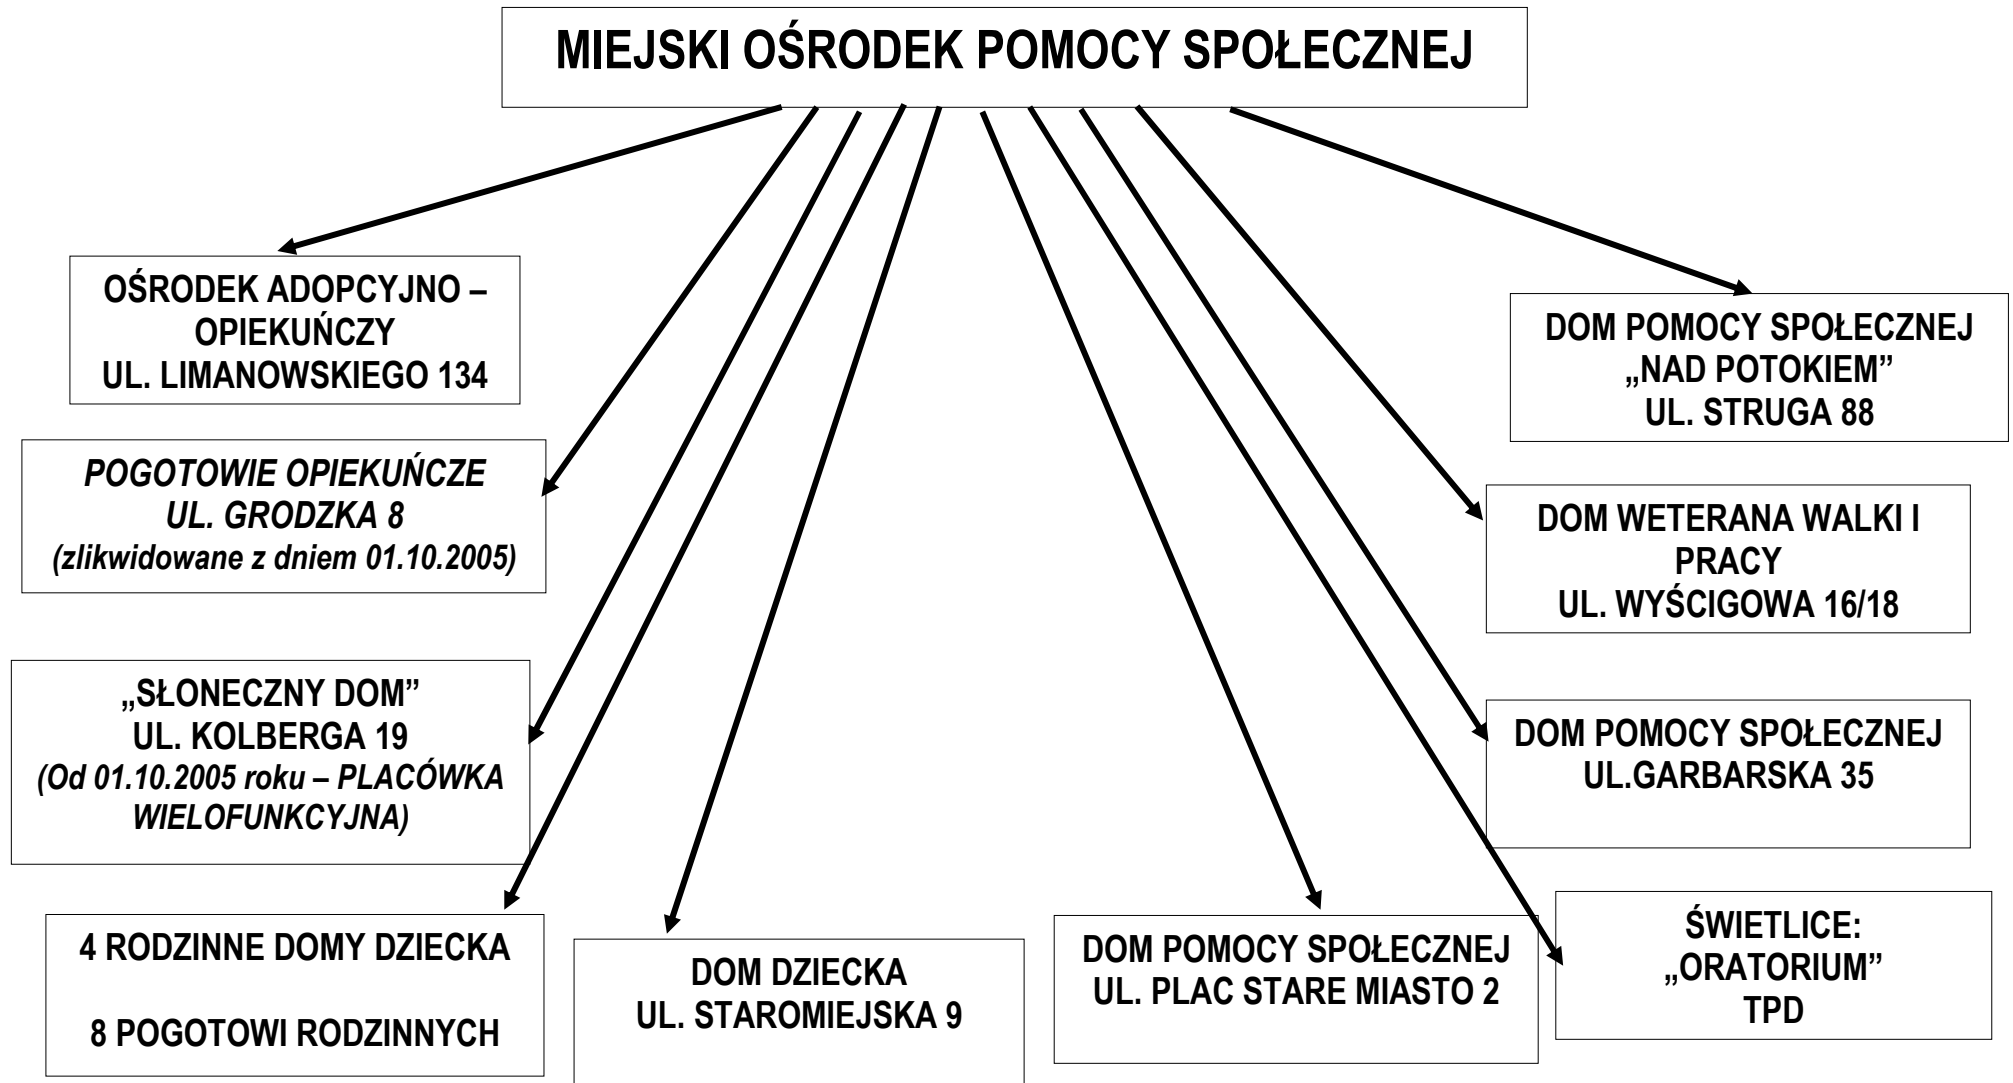 MIEJSKI OŚRODEK POMOCY SPOŁECZNEJ
OŚRODEK ADOPCYJNO –
OPIEKUŃCZY
UL. LIMANOWSKIEGO 134
POGOTOWIE OPIEKUŃCZE
UL. GRODZKA 8
(zlikwidowane z dniem 01.10.2005)
„SŁONECZNY DOM”
UL. KOLBERGA 19
(Od 01.10.2005 roku – PLACÓWKA
WIELOFUNKCYJNA)
4 RODZINNE DOMY DZIECKA
8 POGOTOWI RODZINNYCH
DOM DZIECKA
UL. STAROMIEJSKA 9
DOM POMOCY SPOŁECZNEJ
UL. PLAC STARE MIASTO 2
ŚWIETLICE:
„ORATORIUM”
TPD
DOM POMOCY SPOŁECZNEJ
UL.GARBARSKA 35
DOM WETERANA WALKI I
PRACY
UL. WYŚCIGOWA 16/18
DOM POMOCY SPOŁECZNEJ
„NAD POTOKIEM”
UL. STRUGA 88